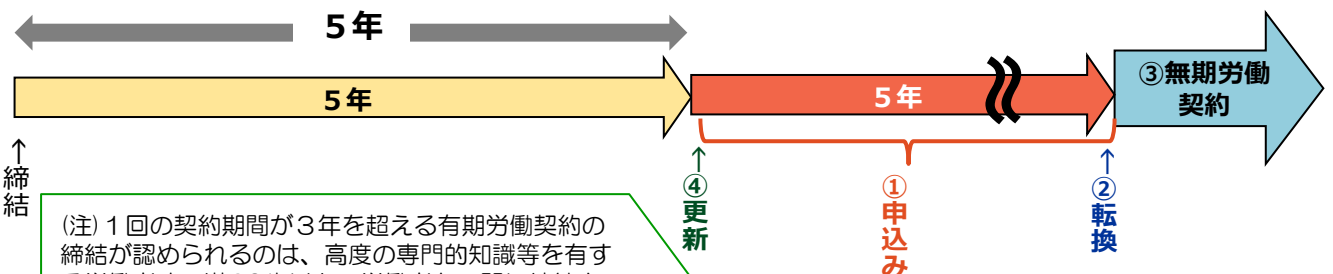 ５年
５年
５年
③無期労働
契約
↑締結
↑④更新
①申込み
↑②転換
(注)１回の契約期間が３年を超える有期労働契約の
締結が認められるのは、高度の専門的知識等を有す